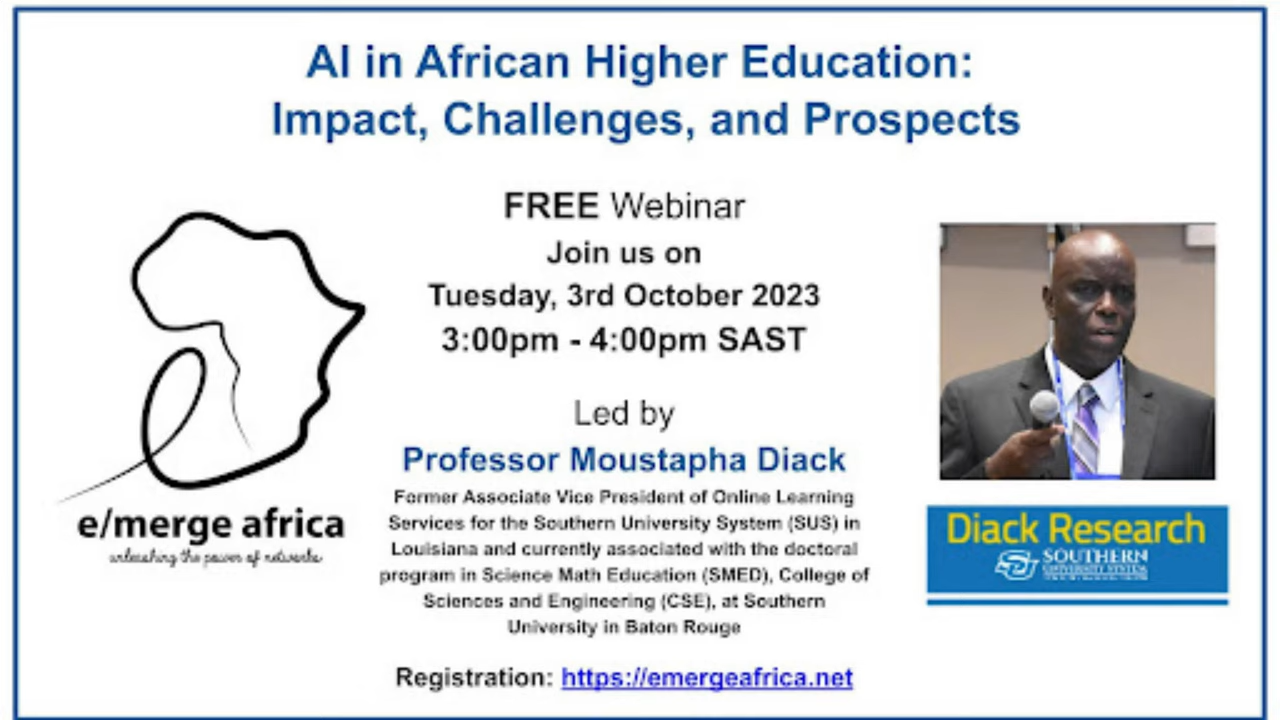 AI in African Higher Education:
Impact, Challenges, and Prospects
FREE Webinar
Join us on
Tuesday, 3rd October 2023
3:00pm - 4:00pm SAST
Led by
Professor Moustapha Diack
Former Associate Vice President of Online Learning
Services for the Southern University System (SUS) in
Louisiana and currently associated with the doctoral
program in Science Math Education (SMED), College of
Sciences and Engineering (CSE), at Southern
University in Baton Rouge
Registration: https://emergeafrica.net
e/merge africa
unleashing the power of networks
Diack Research
SOUTHERN
UNIVERSITY SYSTEM